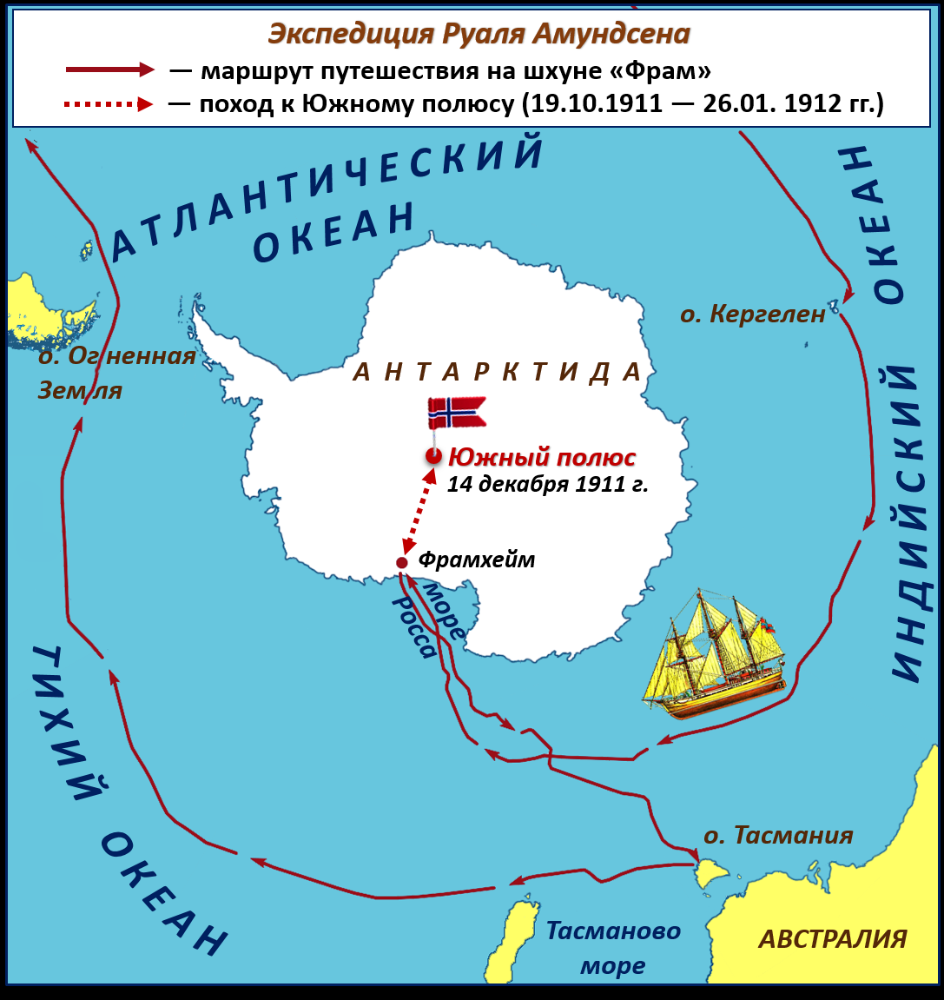 Экспедиция Руаля Амундсена
— маршрут путешествия на шхуне «Фрам»
— поход к Южному полюсу (19.10.1911 — 26.01. 1912 гг.)
АТЛАНТИЧЕСКИЙ
ОКЕАН
ИНДИЙСКИЙ ОКЕАН
о. Кергелен
о. Огненная
Земля
АНТАРКТИДА
Южный полюс
14 декабря 1911 г.
Фрамхейм
море
Росса
ТИХИЙ ОКЕАН
о. Тасмания
Тасманово
море
АВСТРАЛИЯ